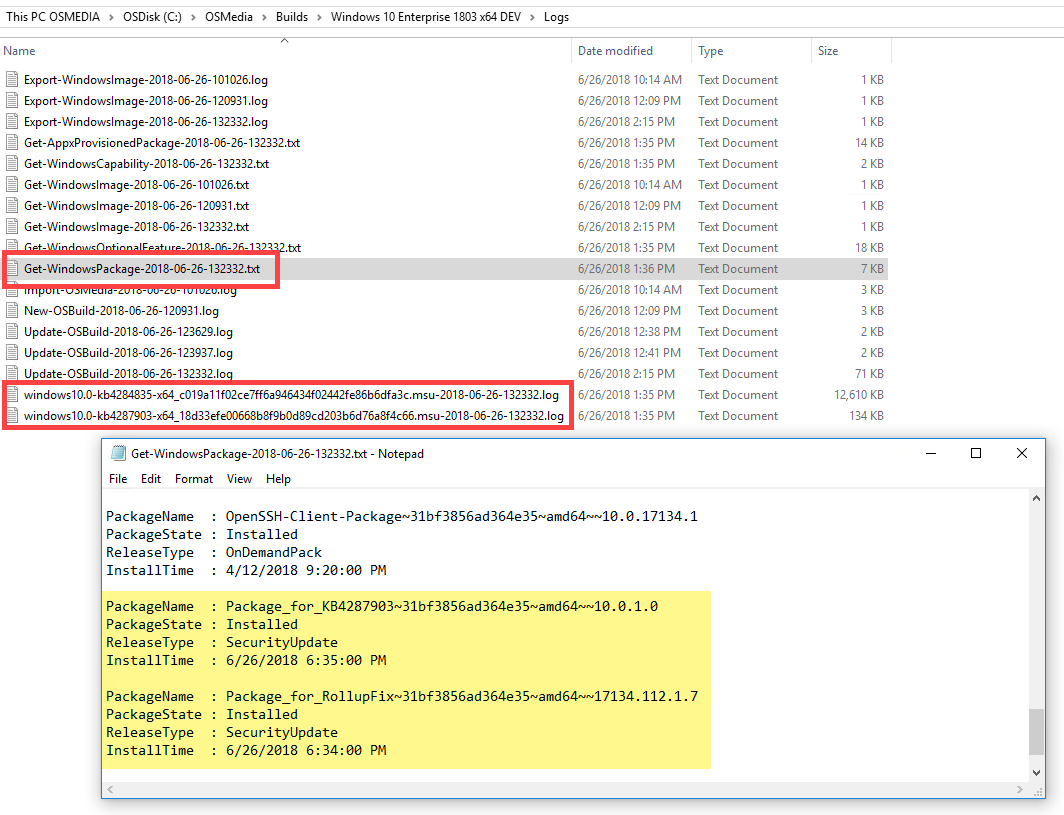 This PC OSMEDIA > OSDisk (C:) > OSMedia > Builds > Windows 10 Enterprise 1803 x64 DEV > Logs
Name Date modified Type Size
Export-WindowsImage-2018-06-26-101026.log 6/26/2018 10:14 AM Text Document 1 KB
Export-WindowsImage-2018-06-26-120931.log 6/26/2018 12:09 PM Text Document 1 KB
Export-WindowsImage-2018-06-26-132332.log 6/26/2018 2:15 PM Text Document 1 KB
Get-AppxProvisionedPackage-2018-06-26-132332.txt 6/26/2018 1:35 PM Text Document 14 KB
Get-WindowsCapability-2018-06-26-132332.txt 6/26/2018 1:35 PM Text Document 2 KB
Get-WindowsImage-2018-06-26-101026.txt 6/26/2018 10:14 AM Text Document 1 KB
Get-WindowsImage-2018-06-26-120931.txt 6/26/2018 12:09 PM Text Document 1 KB
Get-WindowsImage-2018-06-26-132332.txt 6/26/2018 2:15 PM Text Document 1 KB
Get-WindowsOptionalFeature-2018-06-26-132332.txt 6/26/2018 1:35 PM Text Document 18 KB
Get-WindowsPackage-2018-06-26-132332.txt 6/26/2018 1:36 PM Text Document 7 KB
Import-OSMedia-2018-06-26-101026.log 6/26/2018 10:14 AM Text Document 3 KB
New-OSBuild-2018-06-26-120931.log 6/26/2018 12:09 PM Text Document 3 KB
Update-OSBuild-2018-06-26-123629.log 6/26/2018 12:38 PM Text Document 2 KB
Update-OSBuild-2018-06-26-123937.log 6/26/2018 12:41 PM Text Document 2 KB
Update-OSBuild-2018-06-26-132332.log 6/26/2018 2:15 PM Text Document 71 KB
windows10.0-kb4284835-x64_c019a11f02ce7ff6a946434f02442fe86b6dfa3c.msu-2018-06-26-132332.log 6/26/2018 1:35 PM Text Document 12,610 KB
windows10.0-kb4287903-x64_18d33efe00668b8f9b0d89cd203b6d76a8f4c66.msu-2018-06-26-132332.log 6/26/2018 1:35 PM Text Document 134 KB
Get-WindowsPackage-2018-06-26-132332.txt - Notepad
File Edit Format View Help
PackageName : OpenSSH-Client-Package~31bf3856ad364e35~amd64~~10.0.17134.1
PackageState : Installed
ReleaseType : OnDemandPack
InstallTime : 4/12/2018 9:20:00 PM
PackageName : Package_for_KB4287903~31bf3856ad364e35~amd64~~10.0.1.0
PackageState : Installed
ReleaseType : SecurityUpdate
InstallTime : 6/26/2018 6:35:00 PM
PackageName : Package_for_RollupFix~31bf3856ad364e35~amd64~~17134.112.1.7
PackageState : Installed
ReleaseType : SecurityUpdate
InstallTime : 6/26/2018 6:34:00 PM